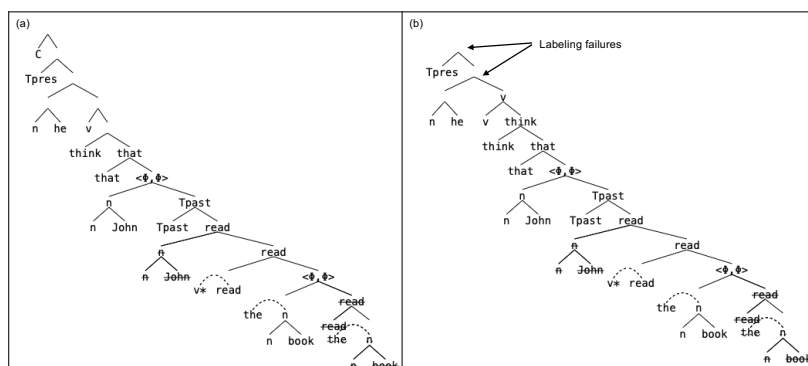 (a)
C
Tpres
n he v
think that
that <Φ,Φ>
n Tpast
n John Tpast read
n read
n John <Φ,Φ>
v* read
the n read
n book read the n
n book
(b)
Labeling failures
Tpres
v
n he v think
think that
that <Φ,Φ>
n Tpast
n John Tpast read
n read
n John <Φ,Φ>
v* read
the n read
n book read the n
n book